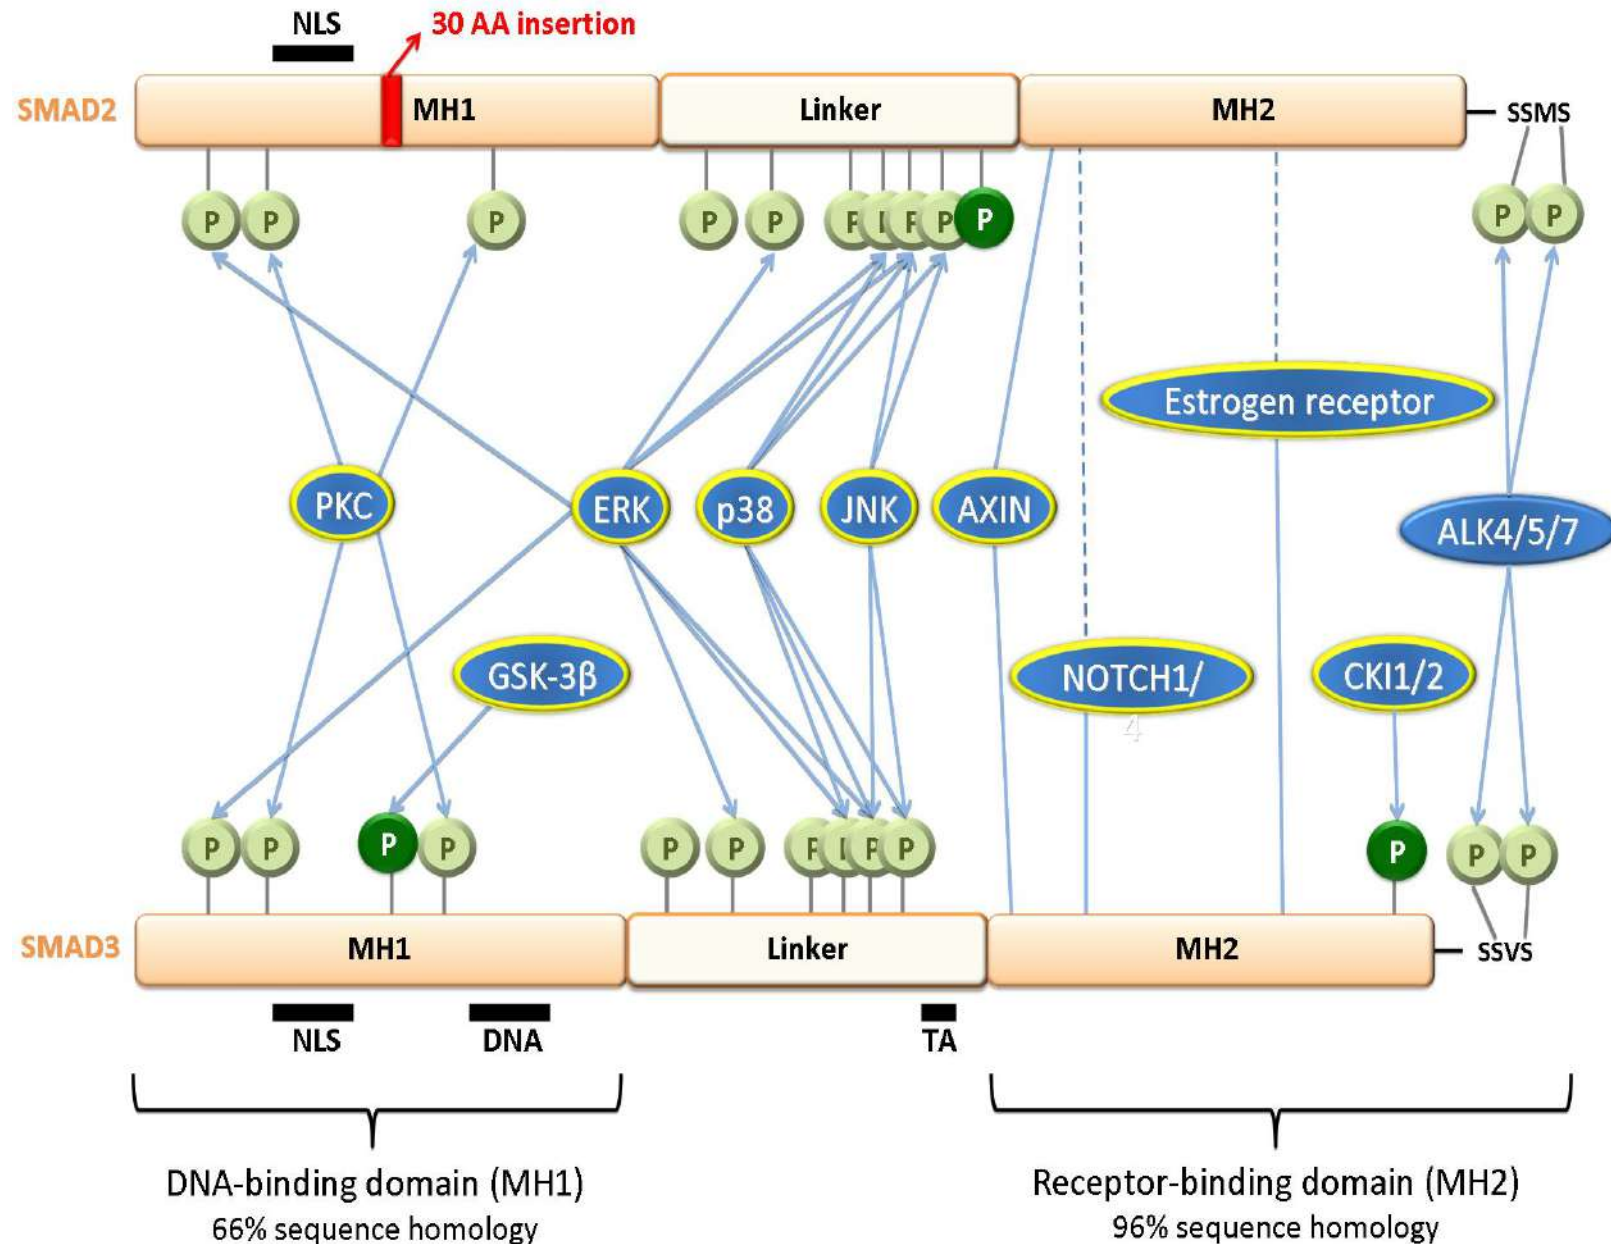 NLS
30 AA insertion
SMAD2
MH1
Linker
MH2
SSMS
P P P P P P P P P P P P
Estrogen receptor
PKC
ERK
p38
JNK
AXIN
ALK4/5/7
GSK-3β
NOTCH1/
4
CKI1/2
P P P P P P P P P P P P P
SMAD3
MH1
Linker
MH2
SSVS
NLS
DNA
TA
DNA-binding domain (MH1)
66% sequence homology
Receptor-binding domain (MH2)
96% sequence homology